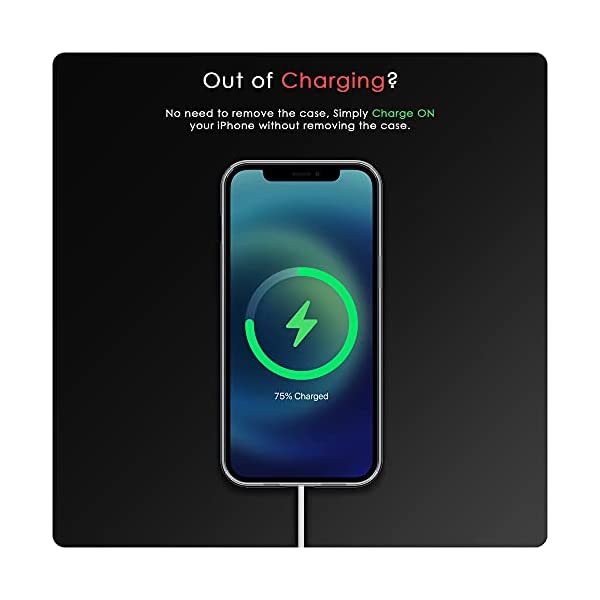 Out of Charging?
No need to remove the case, Simply Charge ON
your iPhone without removing the case.
75% Charged